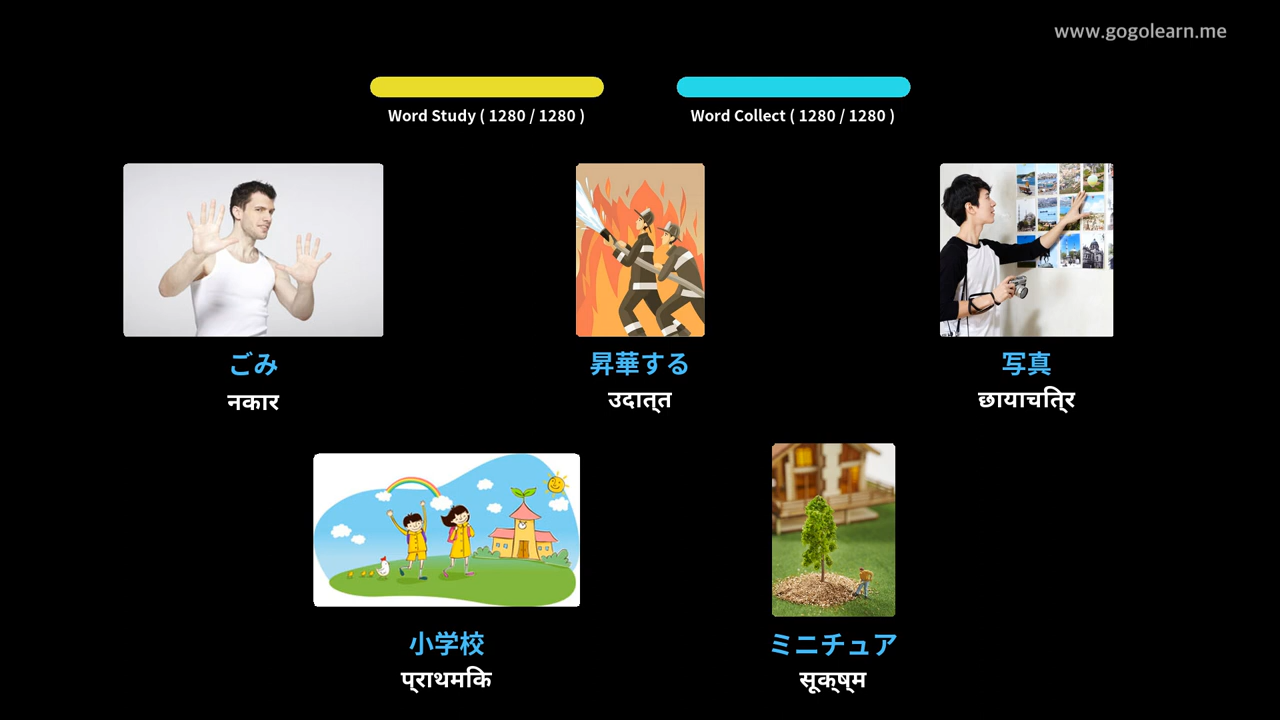 www.gogolearn.me
Word Study ( 1280 / 1280 )
Word Collect ( 1280 / 1280 )
ごみ
नकार
昇華する
उदात्त
写真
छायाचित्र
小学校
प्राथमिक
ミニチュア
सूक्ष्म